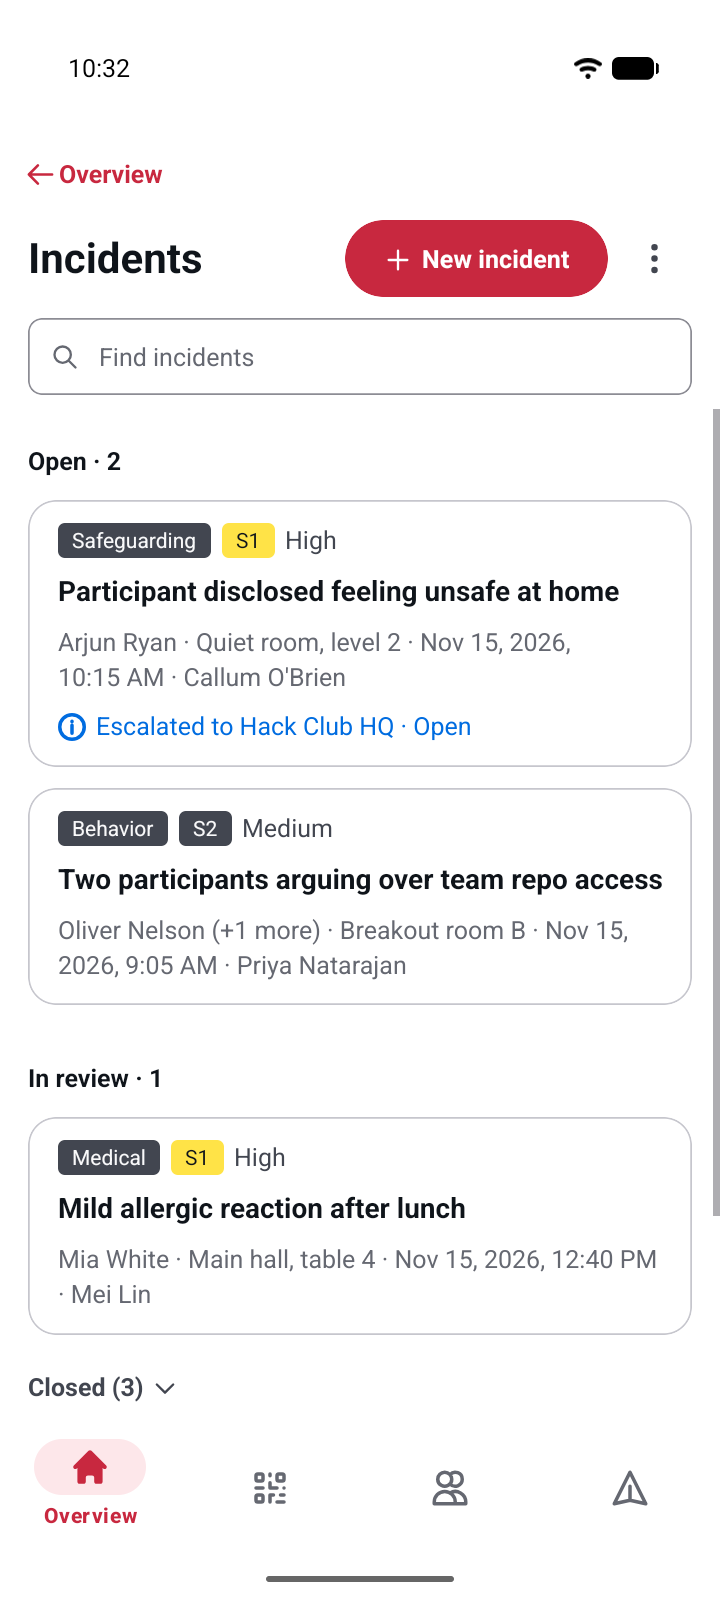 10:32
Overview
Incidents
New incident
Find incidents
Open · 2
Safeguarding S1 High
Participant disclosed feeling unsafe at home
Arjun Ryan · Quiet room, level 2 · Nov 15, 2026,
10:15 AM · Callum O'Brien
Escalated to Hack Club HQ · Open
Behavior S2 Medium
Two participants arguing over team repo access
Oliver Nelson (+1 more) · Breakout room B · Nov 15,
2026, 9:05 AM · Priya Natarajan
In review · 1
Medical S1 High
Mild allergic reaction after lunch
Mia White · Main hall, table 4 · Nov 15, 2026, 12:40 PM
· Mei Lin
Closed (3)
Overview